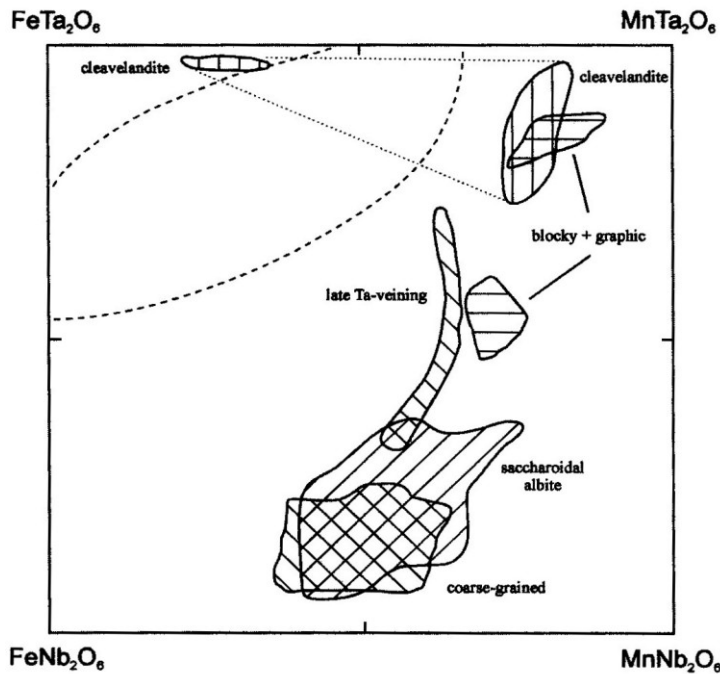 FeTa₂O₆
MnTa₂O₆
cleavelandite
cleavelandite
blocky + graphic
late Ta-veining
saccharoidal
albite
coarse-grained
FeNb₂O₆
MnNb₂O₆